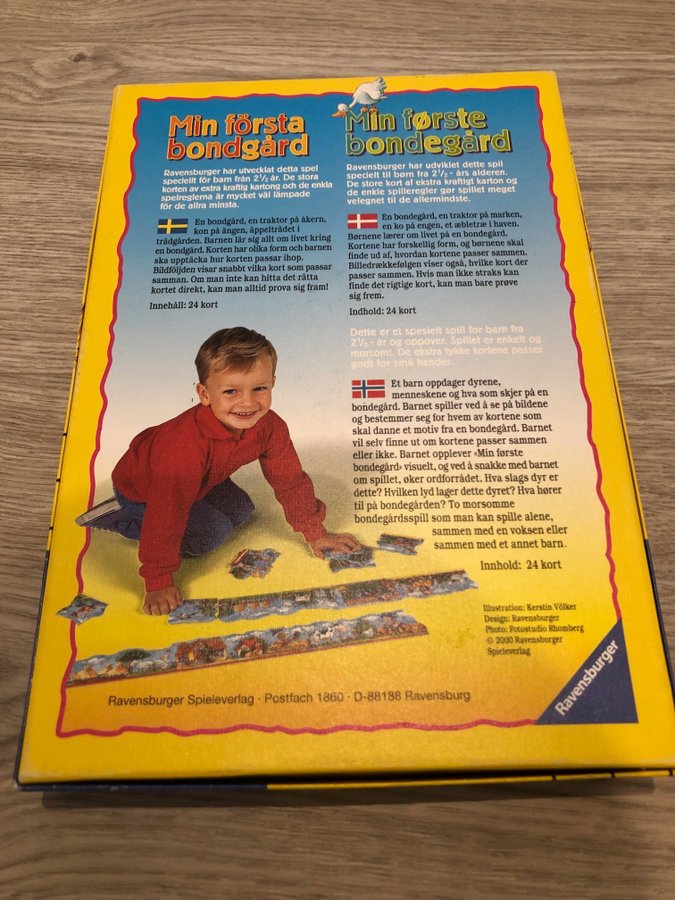 Min första
bondgård
Ravensburger har utvecklat detta spel
speciellt för barn från 2½ år. De stora
korten av extra kraftig kartong och de enkla
spelreglerna är mycket väl lämpade
för de allra minsta.
En bondgård, en traktor på åkern,
kon på ängen, äppelträdet i
trädgården. Barnen lär sig allt om livet kring
en bondgård. Korten har olika form och barnen
ska upptäcka hur korten passar ihop.
Bildföljden visar snabbt vilka kort som passar
samman. Om man inte kan hitta det rätta
kortet direkt, kan man alltid prova sig fram!
Innehåll: 24 kort
Min første
bondegård
Ravensburger har udviklet dette spil
specielt til børn fra 2½ - års alderen.
De store kort af ekstra kraftigt karton og
de enkle spilleregler gør spillet meget
velegnet til de allermindste.
En bondegård, en traktor på marken,
en ko på engen, et æbletræ i haven.
Børnene lærer om livet på en bondegård.
Kortene har forskellig form, og børnene skal
finde ud af, hvordan kortene passer sammen.
Billedrækkefølgen viser også, hvilke kort der
passer sammen. Hvis man ikke straks kan
finde det rigtige kort, kan man bare prøve
sig frem.
Indhold: 24 kort
Dette er et spesielt spill for barn fra
2½ - år og oppover. Spillet er enkelt og
morsomt. De ekstra tykke kortene passer
godt for små hender.
Et barn oppdager dyrene,
menneskene og hva som skjer på en
bondegård. Barnet spiller ved å se på bildene
og bestemmer seg for hvem av kortene som
skal danne et motiv fra en bondegård. Barnet
vil selv finne ut om kortene passer sammen
eller ikke. Barnet opplever «Min første
bondegård» visuelt, og ved å snakke med barnet
om spillet, øker ordforrådet. Hva slags dyr er
dette? Hvilken lyd lager dette dyret? Hva hører
til på bondegården? To morsomme
bondegårdsspill som man kan spille alene,
sammen med en voksen eller
sammen med et annet barn.
Innhold: 24 kort
Illustration: Kerstin Völker
Design: Ravensburger
Photo: Fotostudio Rhomberg
© 2000 Ravensburger
Spieleverlag
Ravensburger
Ravensburger Spieleverlag · Postfach 1860 · D-88188 Ravensburg